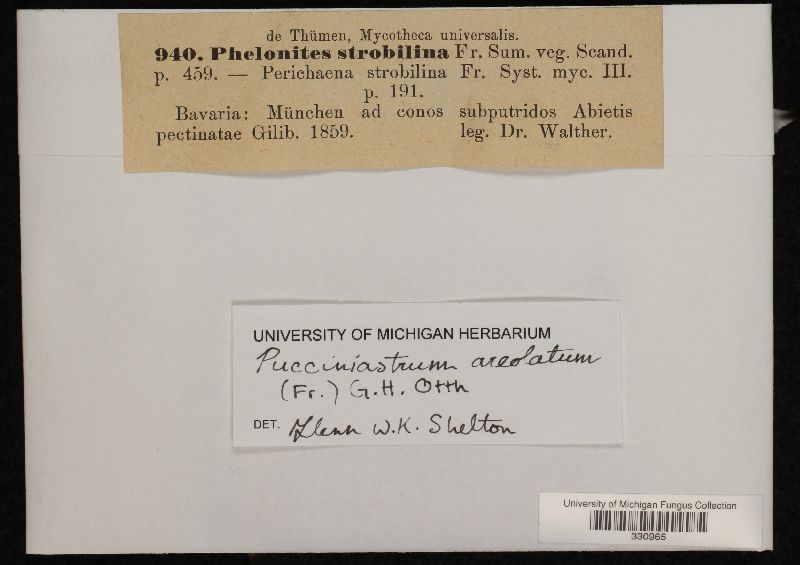 de Thümen, Mycotheca universalis.
940. Phelonites strobilina Fr. Sum. veg. Scand.
p. 459. — Perichaena strobilina Fr. Syst. myc. III.
p. 191.
Bavaria: München ad conos subputridos Abietis
pectinatae Gilib. 1859. leg. Dr. Walther.
UNIVERSITY OF MICHIGAN HERBARIUM
Pucciniastrum areolatum
(Fr.) G.H. Otth
DET. Glenn W.K. Shelton
University of Michigan Fungus Collection
330965